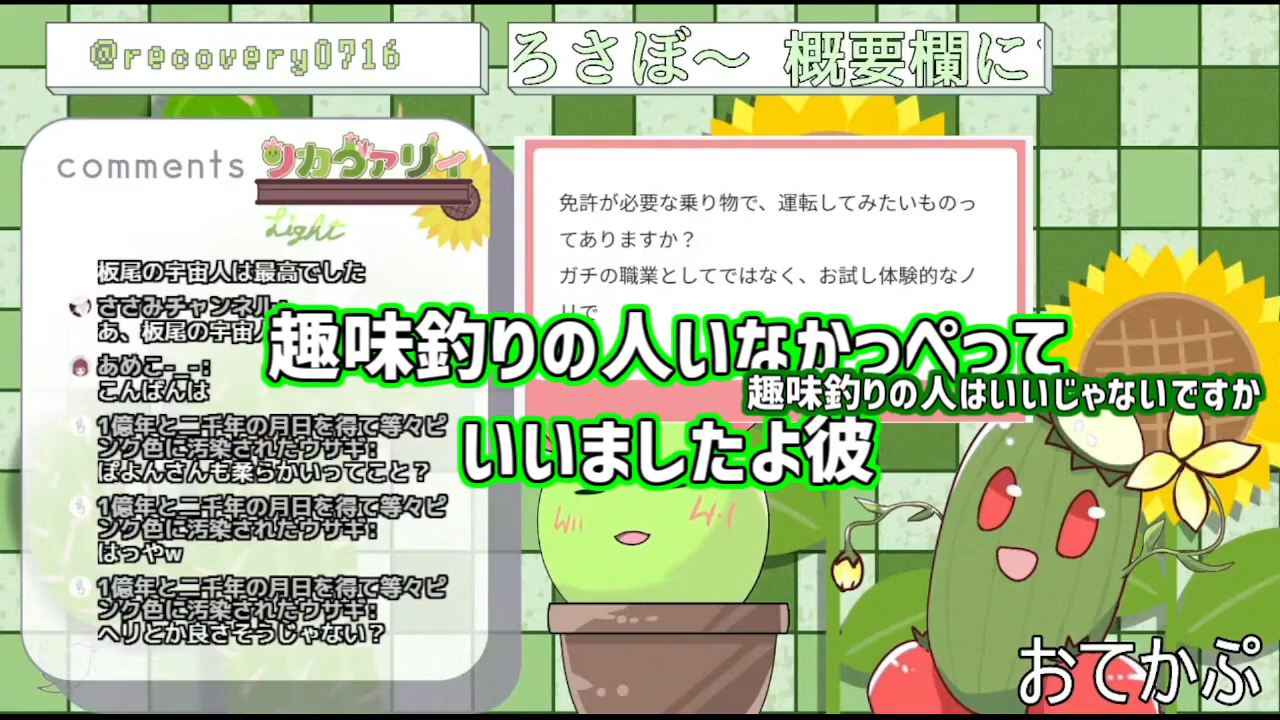 @recovery0716
ろさぼ～ 概要欄に
comments
ツカヴァリィ
Light
板尾の宇宙人は最高でした
ささみチャンネル:
あ、板尾の宇宙人
あめこ-_-:
こんばんは
1億年と二千年の月日を得て等々ピ
ンク色に汚染されたウサギ:
ぽよんさんも柔らかいってこと？
1億年と二千年の月日を得て等々ピ
ンク色に汚染されたウサギ:
はっやw
1億年と二千年の月日を得て等々ピ
ンク色に汚染されたウサギ:
ヘリとか良さそうじゃない？
免許が必要な乗り物で、運転してみたいものっ
てありますか？
ガチの職業としてではなく、お試し体験的なノ
リで
趣味釣りの人いなかっぺって
いいましたよ彼
趣味釣りの人はいいじゃないですか
おてかぷ